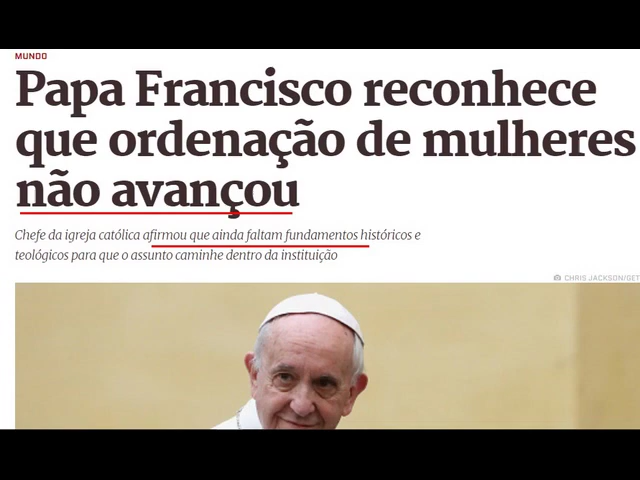 MUNDO
Papa Francisco reconhece
que ordenação de mulheres
não avançou
Chefe da igreja católica afirmou que ainda faltam fundamentos históricos e
teológicos para que o assunto caminhe dentro da instituição
CHRIS JACKSON/GET